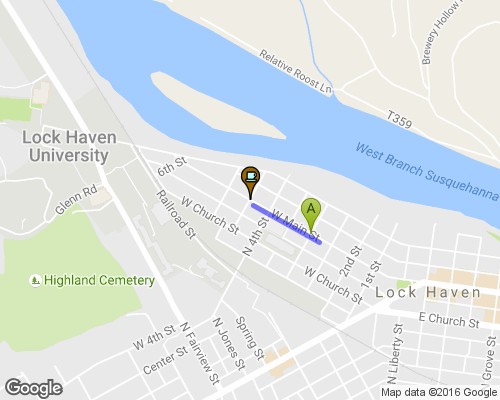 Brewery Hollow R
Relative Roost Ln
T359
Lock Haven
University
6th St
West Branch Susquehanna
Glenn Rd
Railroad St
W Church St
W Main St
A
N 4th St
2nd St
1st St
Highland Cemetery
W Church St
Lock Haven
E Church St
W 4th St
Center St
N Fairview St
N Jones St
Spring St
N Liberty St
N Grove St
Google
Map data ©2016 Google